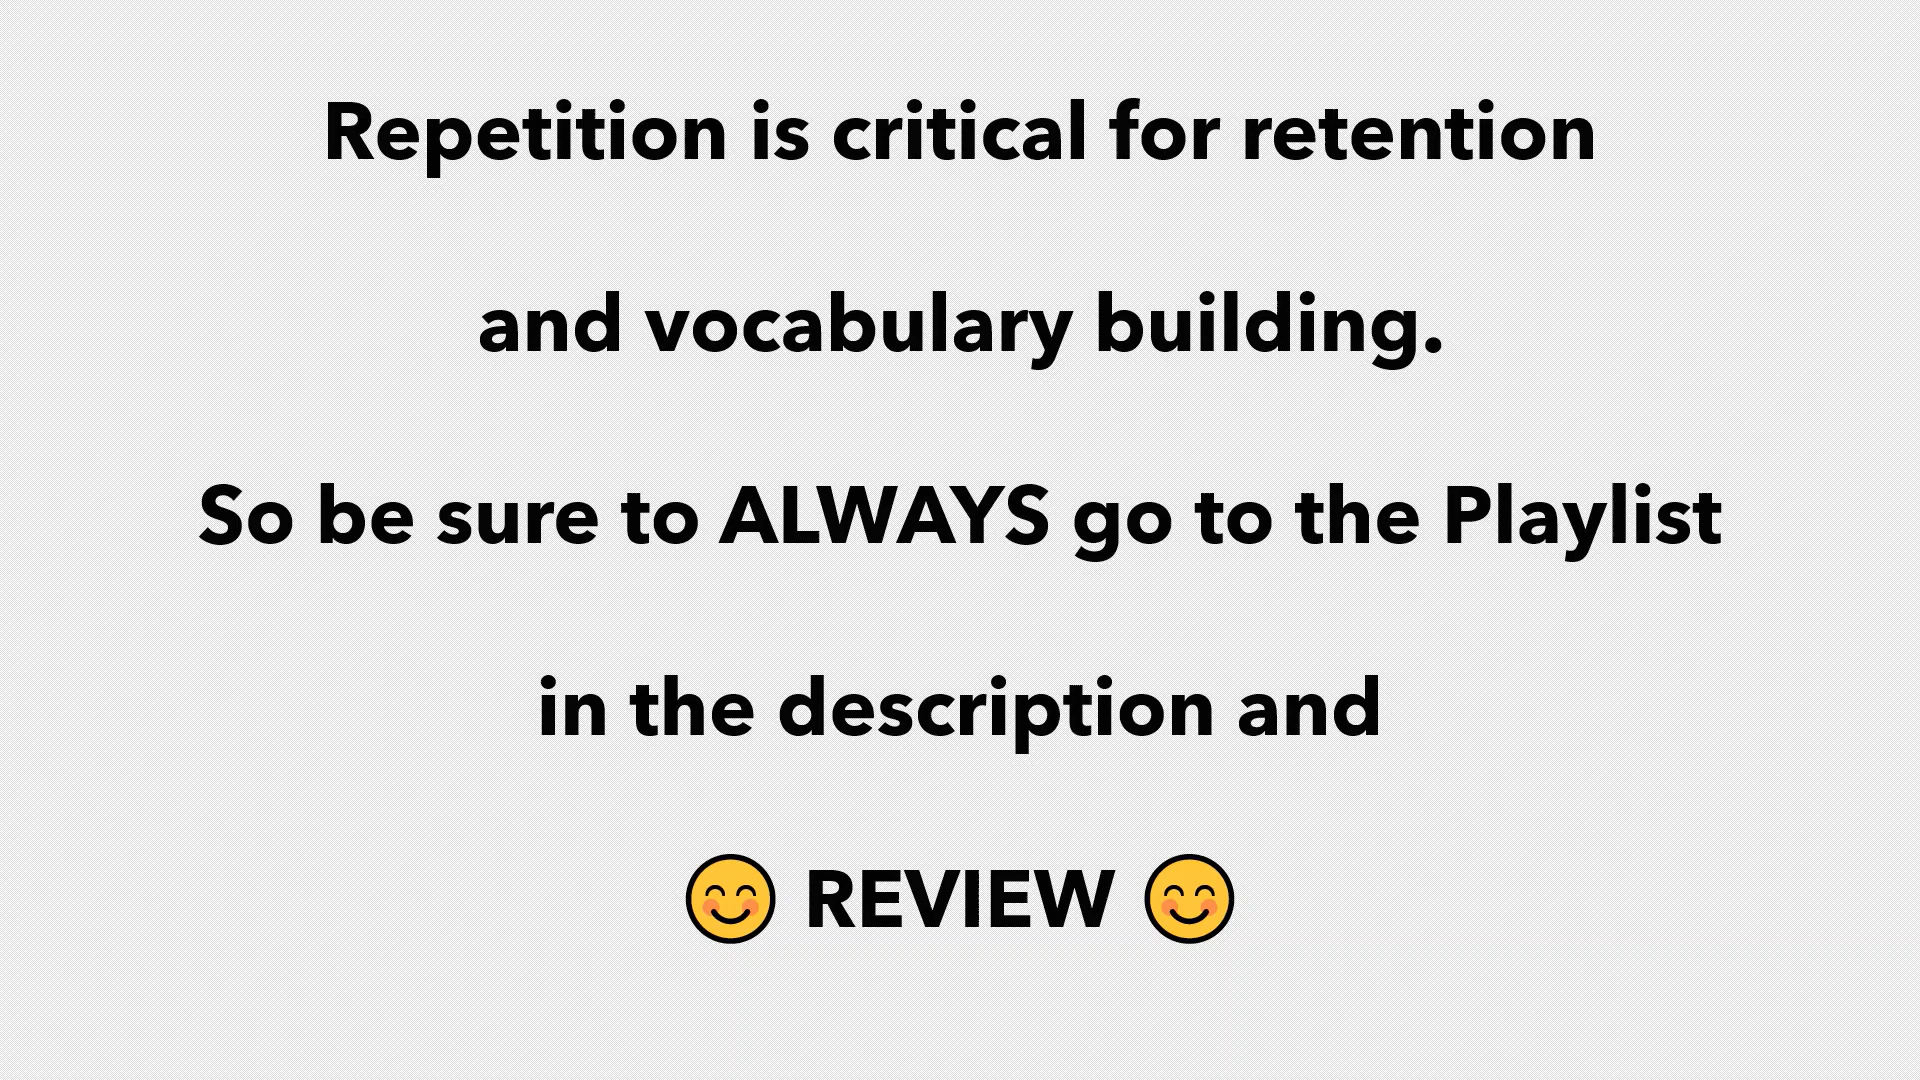 Repetition is critical for retention
and vocabulary building.
So be sure to ALWAYS go to the Playlist
in the description and
😊 REVIEW 😊